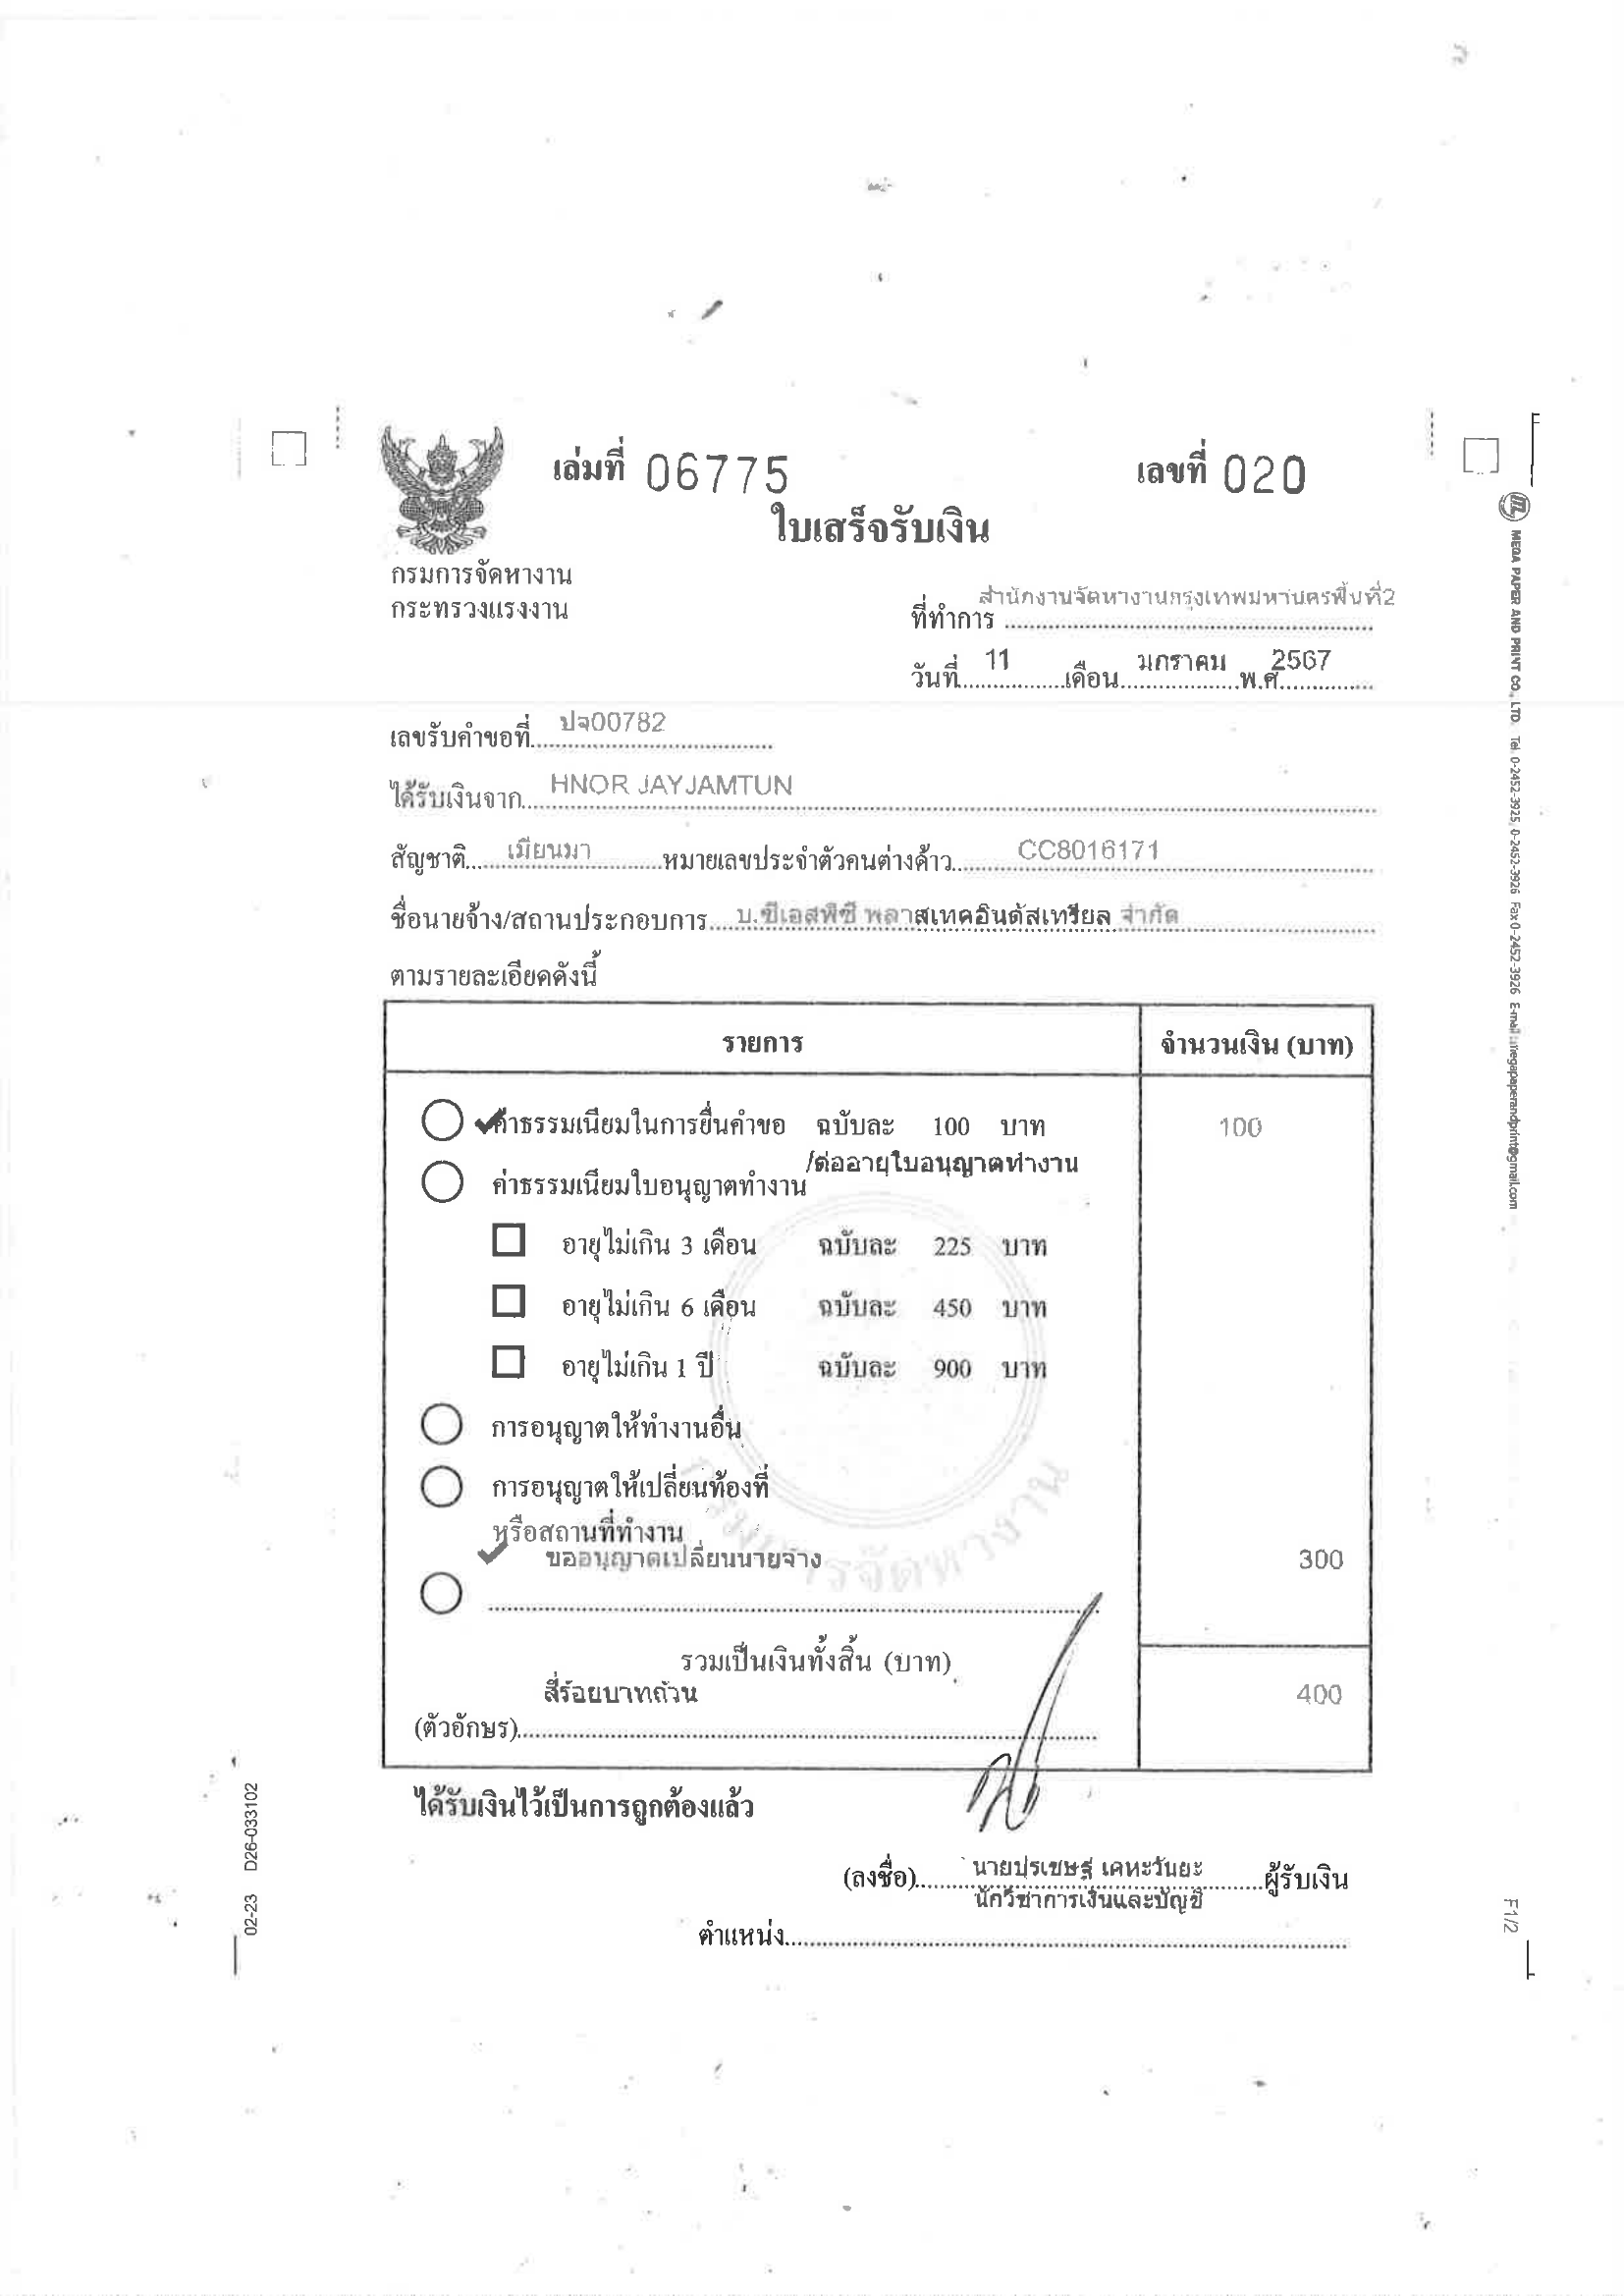 เล่มที่ 06775 เลขที่ 020
ใบเสร็จรับเงิน
กรมการจัดหางาน
กระทรวงแรงงาน
ที่ทำการ สำนักงานจัดหางานกรุงเทพมหานครพื้นที่2
วันที่ 11 เดือน มกราคม พ.ศ. 2567
เลขรับคำขอที่ ปจ00782
ได้รับเงินจาก HNOR JAYJAMTUN
สัญชาติ เมียนมา หมายเลขประจำตัวคนต่างด้าว CC8016171
ชื่อนายจ้าง/สถานประกอบการ บ.ซีเอสพีซี พลาสเทคอินดัสเทรียล จำกัด
ตามรายละเอียดดังนี้
รายการ จำนวนเงิน (บาท)
ค่าธรรมเนียมในการยื่นคำขอ ฉบับละ 100 บาท 100
/ต่ออายุใบอนุญาตทำงาน
ค่าธรรมเนียมใบอนุญาตทำงาน
อายุไม่เกิน 3 เดือน ฉบับละ 225 บาท
อายุไม่เกิน 6 เดือน ฉบับละ 450 บาท
อายุไม่เกิน 1 ปี ฉบับละ 900 บาท
การอนุญาตให้ทำงานอื่น
การอนุญาตให้เปลี่ยนท้องที่
หรือสถานที่ทำงาน
ขออนุญาตเปลี่ยนนายจ้าง 300
กรมการจัดหางาน
รวมเป็นเงินทั้งสิ้น (บาท)
สี่ร้อยบาทถ้วน 400
(ตัวอักษร)
ได้รับเงินไว้เป็นการถูกต้องแล้ว
(ลงชื่อ) นายปุรเชษฐ์ เคหะวันยะ ผู้รับเงิน
นักวิชาการเงินและบัญชี
ตำแหน่ง
02-23 D26-033102
MEGA PAPER AND PRINT CO., LTD. Tel. 0-2452-3925, 0-2452-3926 Fax 0-2452-3926 E-mail : megapaperandprint@gmail.com
F1/2